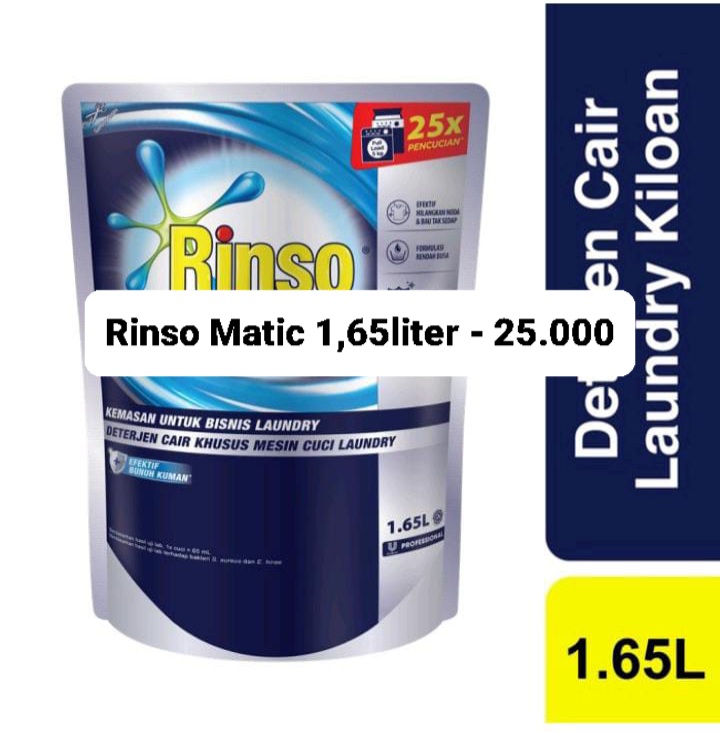 25x
PENCUCIAN*
Full
Load
EFEKTIF
HILANGKAN NODA
& BAU TAK SEDAP
FORMULASI
RENDAH BUSA
Rinso
®
Rinso Matic 1,65liter - 25.000
KEMASAN UNTUK BISNIS LAUNDRY
DETERJEN CAIR KHUSUS MESIN CUCI LAUNDRY
EFEKTIF
BUNUH KUMAN*
1.65L
PROFESSIONAL
Laundry Kiloan
1.65L